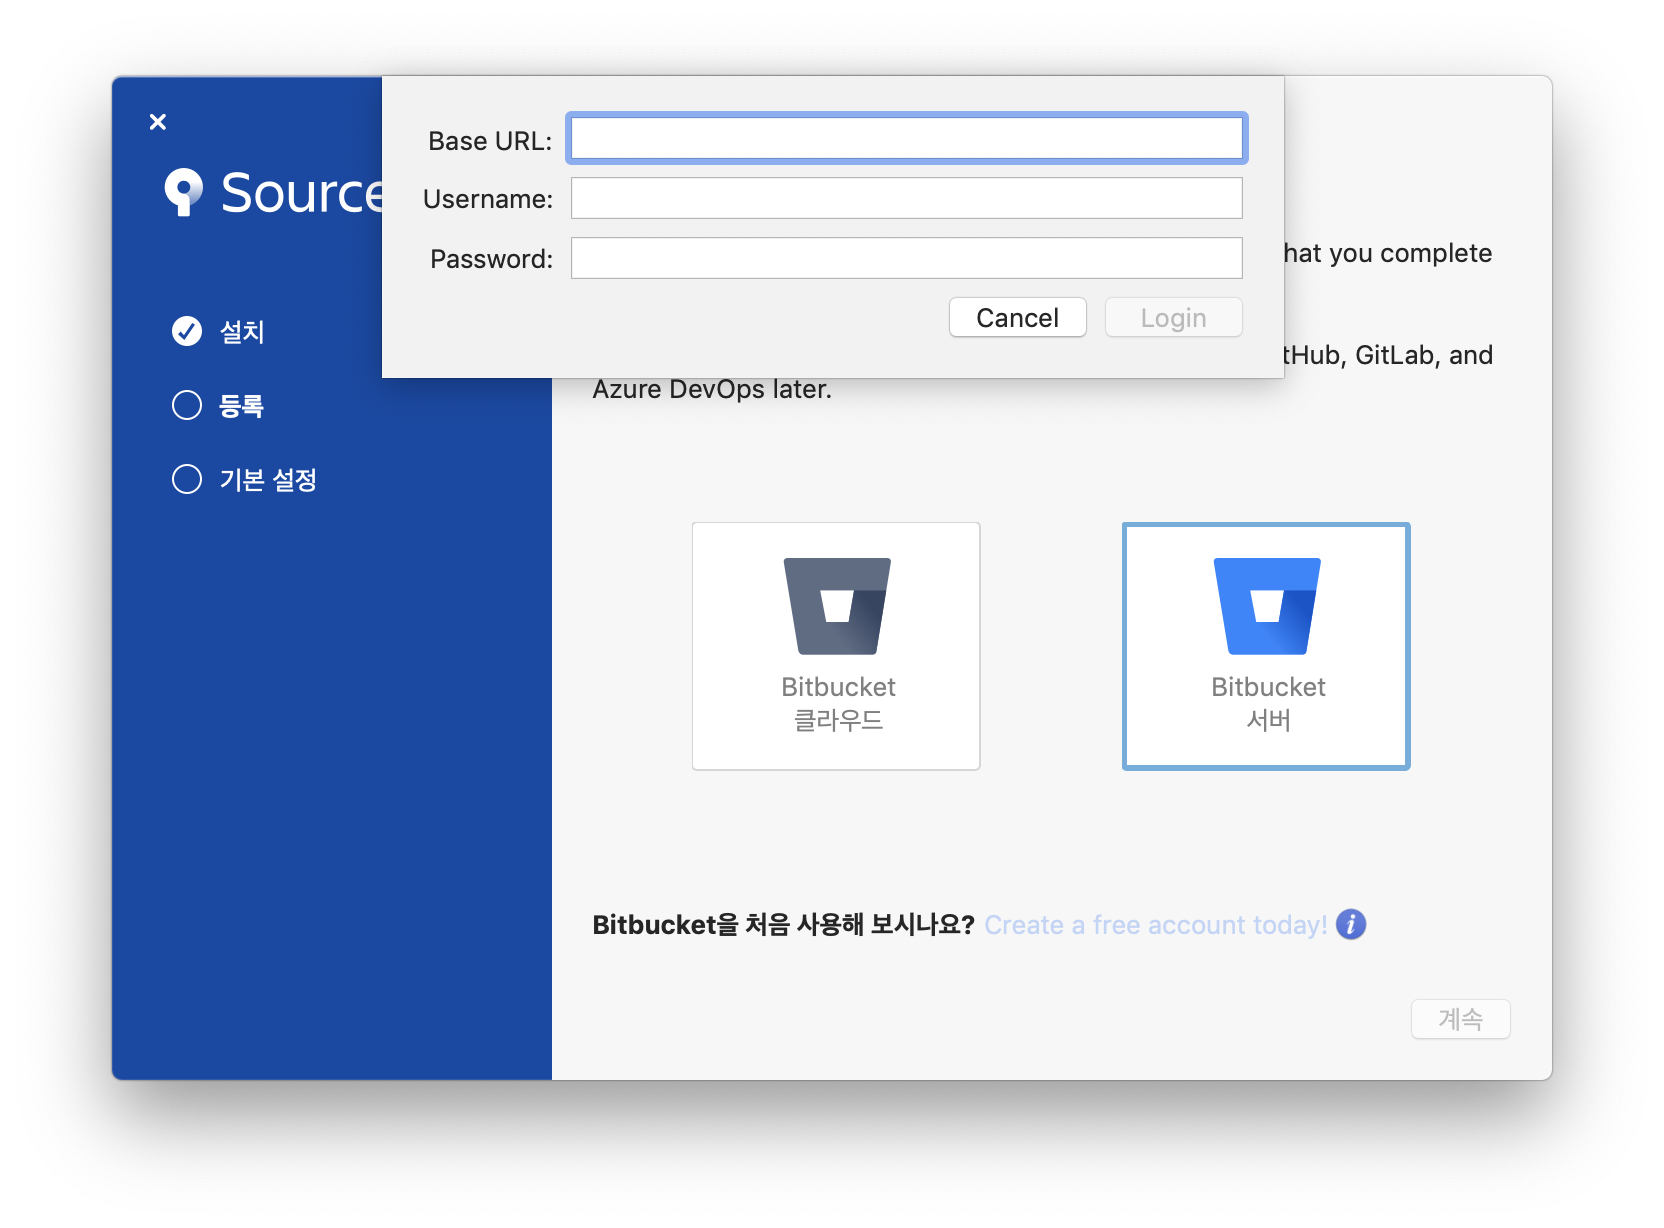 Source
설치
등록
기본 설정
Base URL:
Username:
Password:
Cancel
Login
you complete
GitLab, and
Azure DevOps later.
Bitbucket
클라우드
Bitbucket
서버
Bitbucket을 처음 사용해 보시나요? Create a free account today!
계속